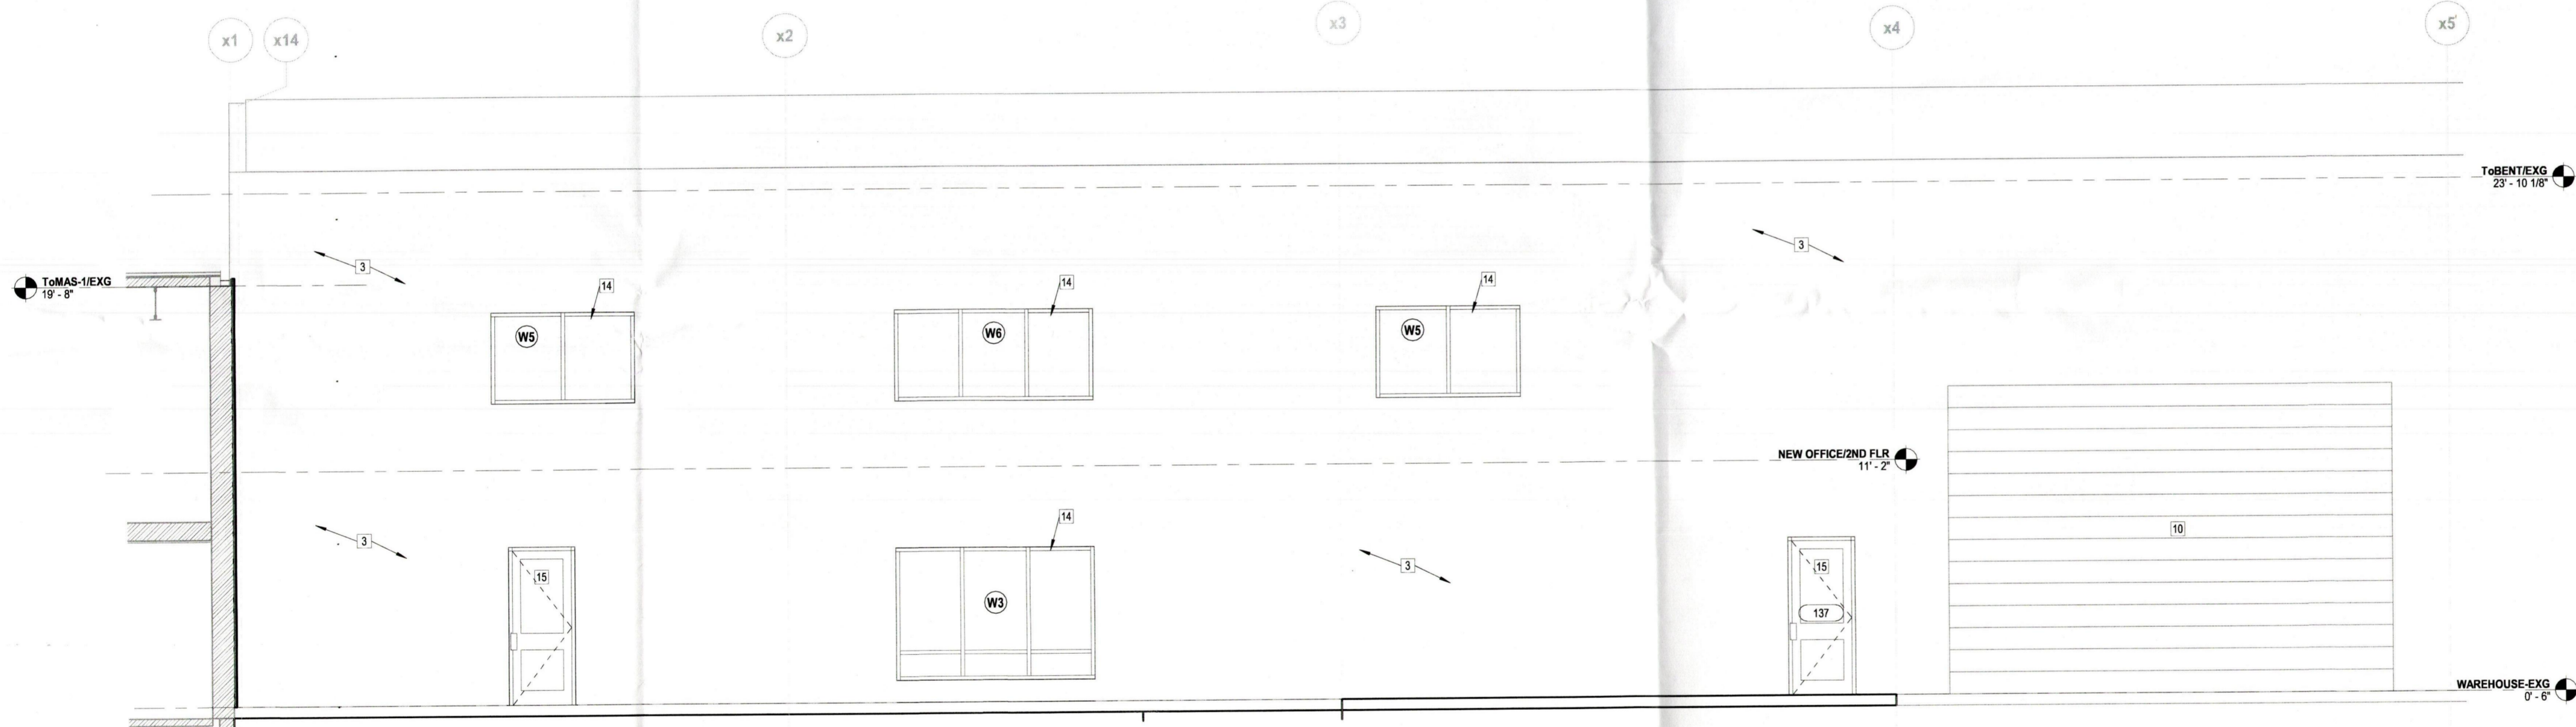 x1
x14
x2
x3
x4
x5
ToBENT/EXG
23' - 10 1/8"
3
3
ToMAS-1/EXG
19' - 8"
14
14
14
W5
W6
W5
NEW OFFICE/2ND FLR
11' - 2"
14
10
3
3
15
15
W3
137
WAREHOUSE-EXG
0' - 6"